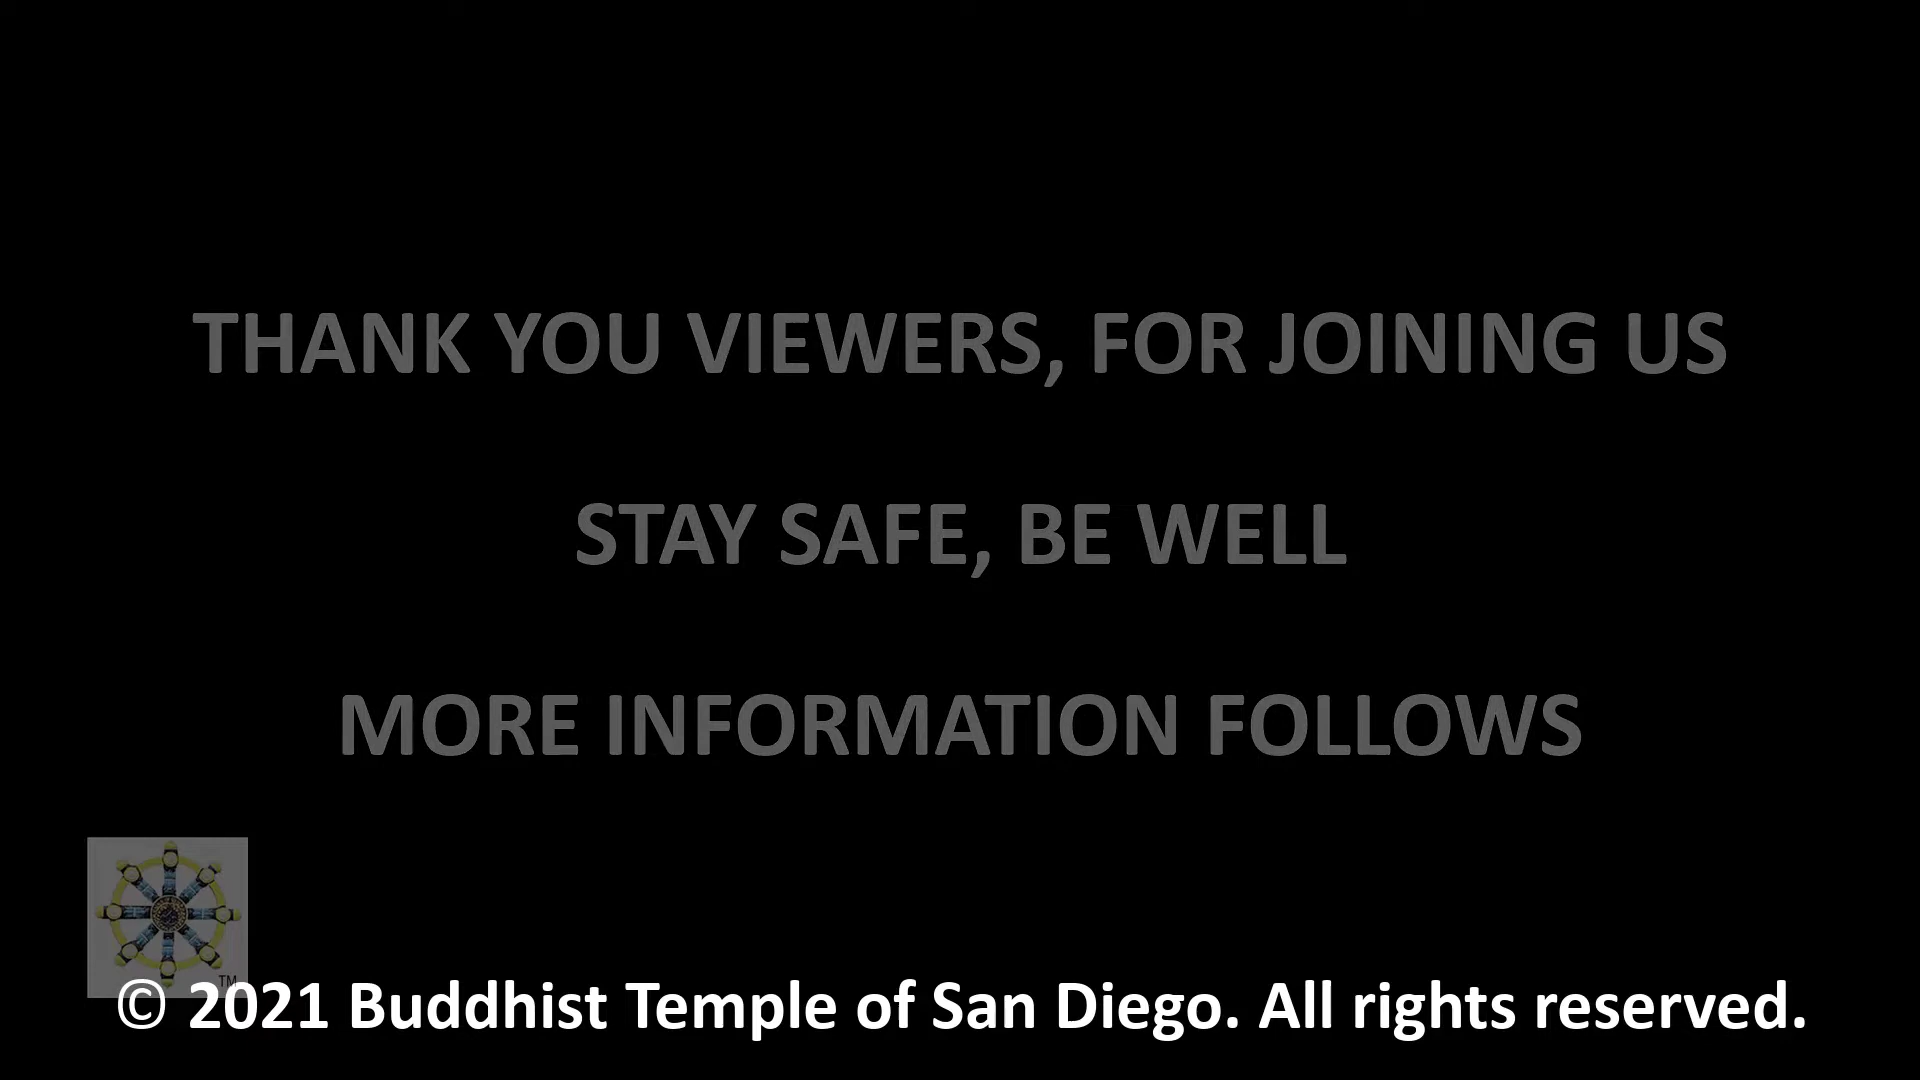 THANK YOU VIEWERS, FOR JOINING US
STAY SAFE, BE WELL
MORE INFORMATION FOLLOWS
TM
© 2021 Buddhist Temple of San Diego. All rights reserved.